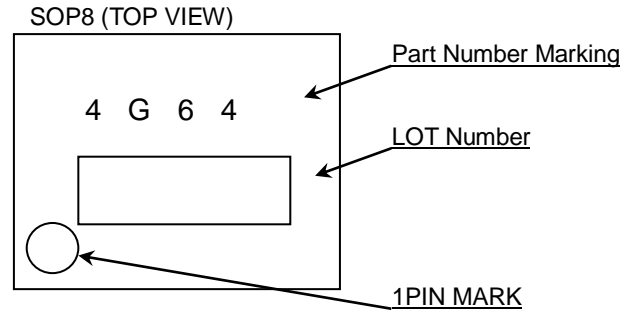 SOP8 (TOP VIEW)
Part Number Marking
4 G 6 4
LOT Number
1PIN MARK